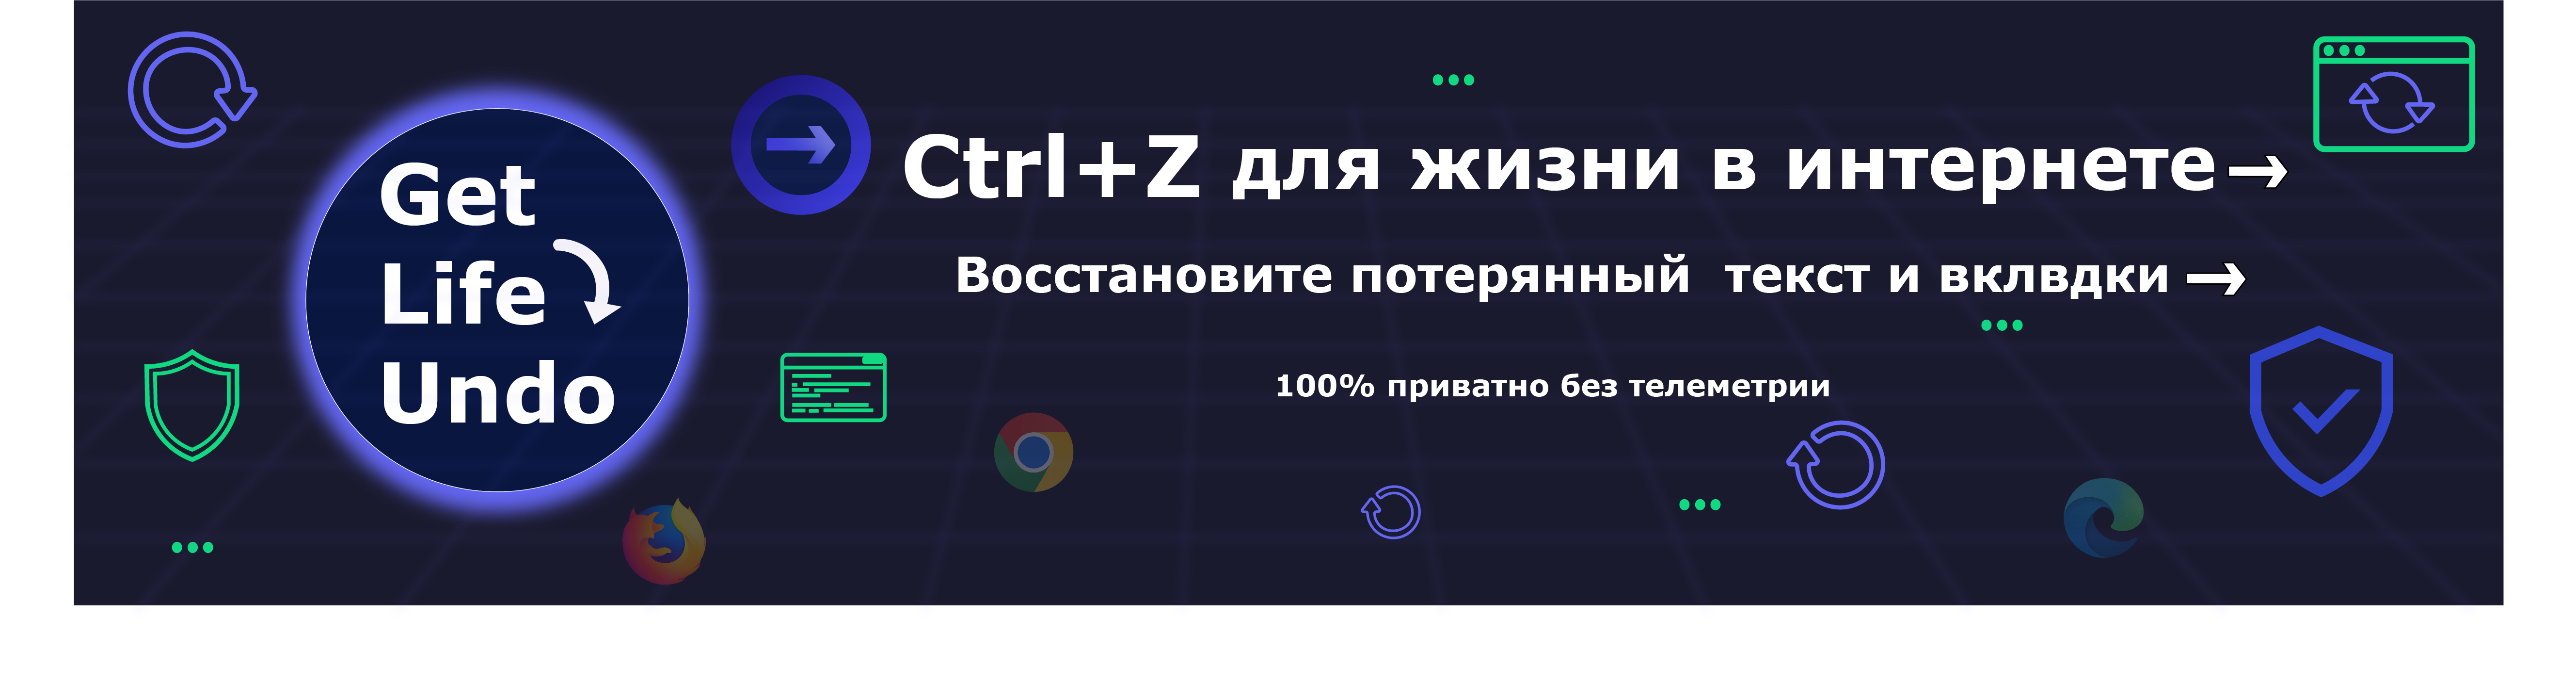 Get
Life
Undo
Ctrl+Z для жизни в интернете→
Восстановите потерянный  текст и вклвдки →
100% приватно без телеметрии